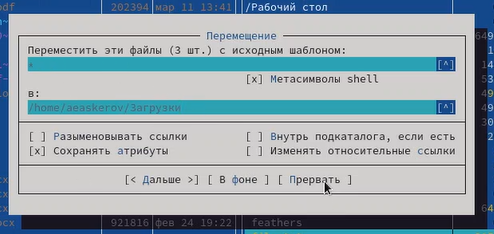 df 202394 мар 11 13:41 /Рабочий стол
Перемещение
Переместить эти файлы (3 шт.) с исходным шаблоном:
* [^]
[x] Метасимволы shell
в:
/home/aeaskerov/Загрузки [^]
[ ] Разыменовывать ссылки [ ] Внутрь подкаталога, если есть
[x] Сохранять атрибуты [ ] Изменять относительные ссылки
[< Дальше >] [ В фоне ] [ Прервать ]
ocx 921816 фев 24 19:22 feathers